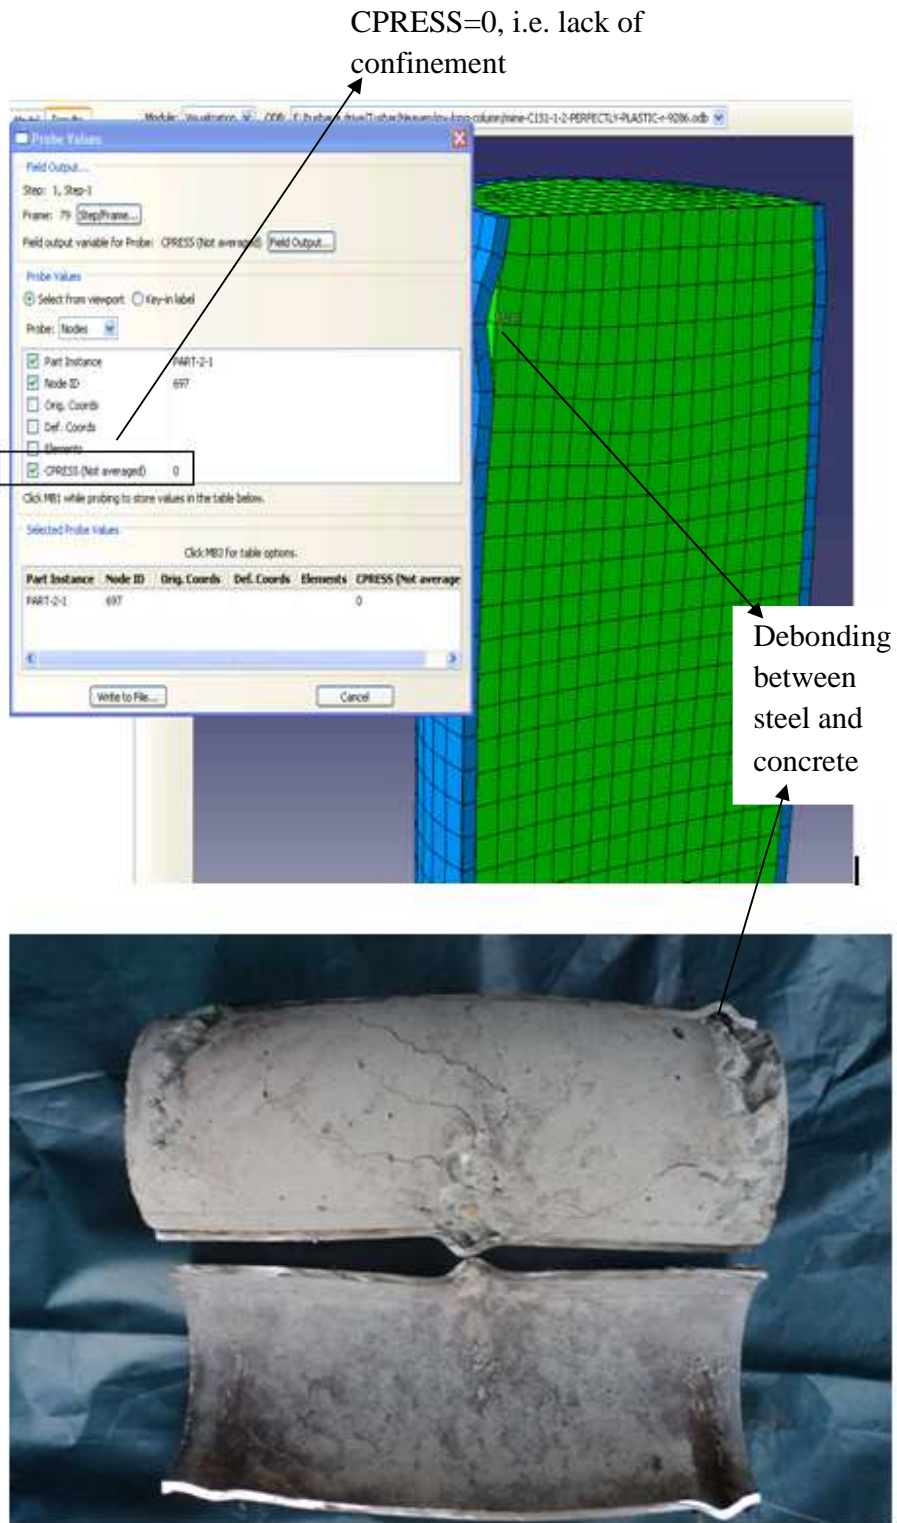 CPRESS=0, i.e. lack of
confinement
Module: Visualization ODB:
Probe Values
Field Output...
Step: 1, Step-1
Frame: 79 Step/Frame...
Field output variable for Probe: CPRESS (Not averaged) Field Output...
Probe Values
Select from viewport Key-in label
Probe: Nodes
Part Instance PART-2-1
Node ID 697
Orig. Coords
Def. Coords
Elements
CPRESS (Not averaged) 0
Click MB1 while probing to store values in the table below.
Selected Probe Values
Click MB3 for table options.
Part Instance Node ID Orig. Coords Def. Coords Elements CPRESS (Not average
PART-2-1 697 0
Write to File... Cancel
Debonding
between
steel and
concrete